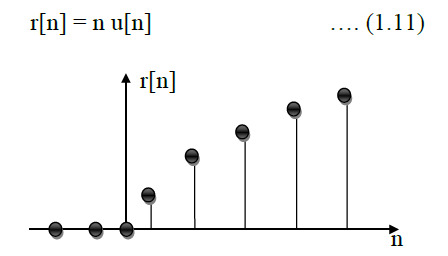 r[n] = n u[n] …. (1.11)
r[n]
n